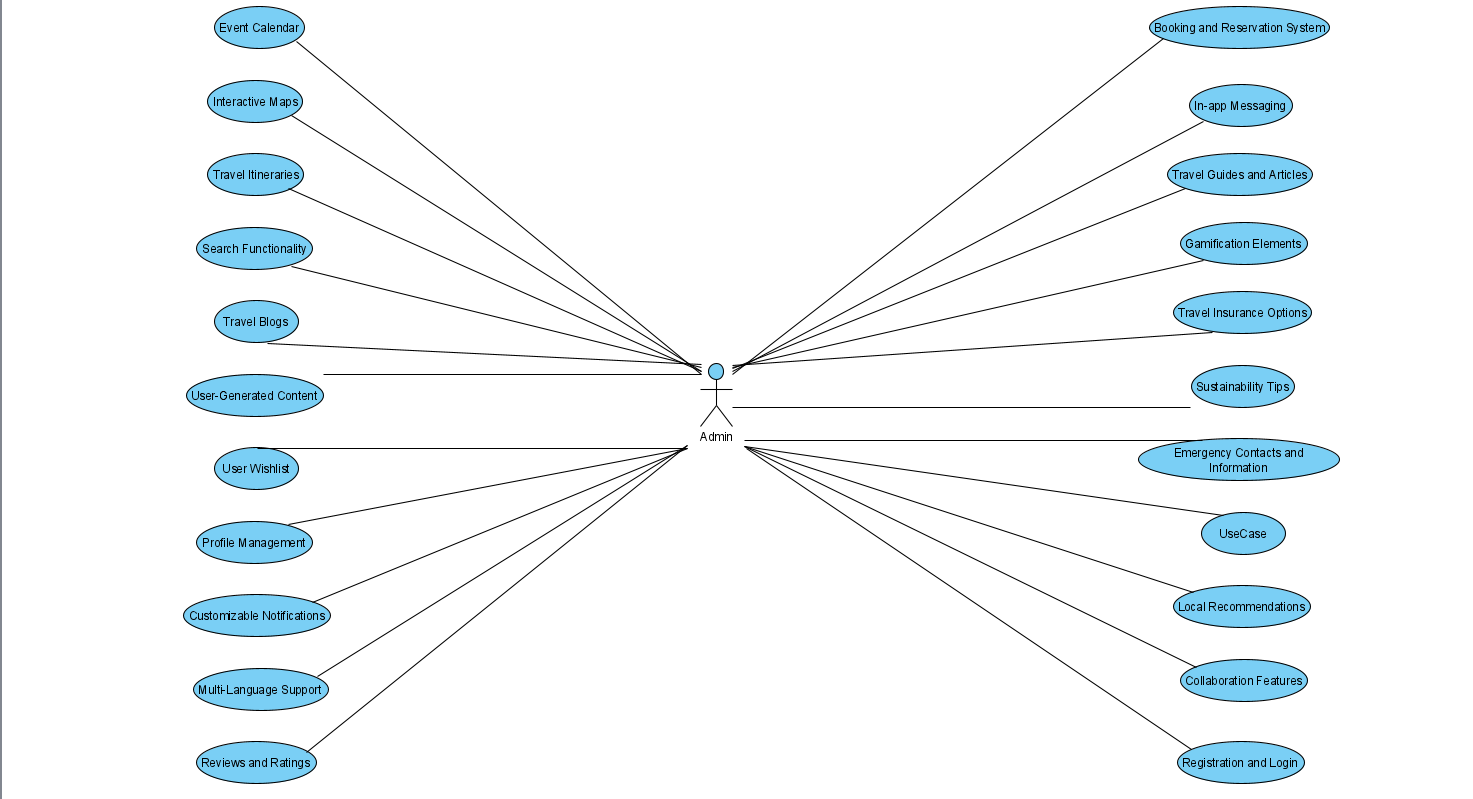 Event Calendar
Interactive Maps
Travel Itineraries
Search Functionality
Travel Blogs
User-Generated Content
User Wishlist
Profile Management
Customizable Notifications
Multi-Language Support
Reviews and Ratings
Admin
Booking and Reservation System
In-app Messaging
Travel Guides and Articles
Gamification Elements
Travel Insurance Options
Sustainability Tips
Emergency Contacts and
Information
UseCase
Local Recommendations
Collaboration Features
Registration and Login